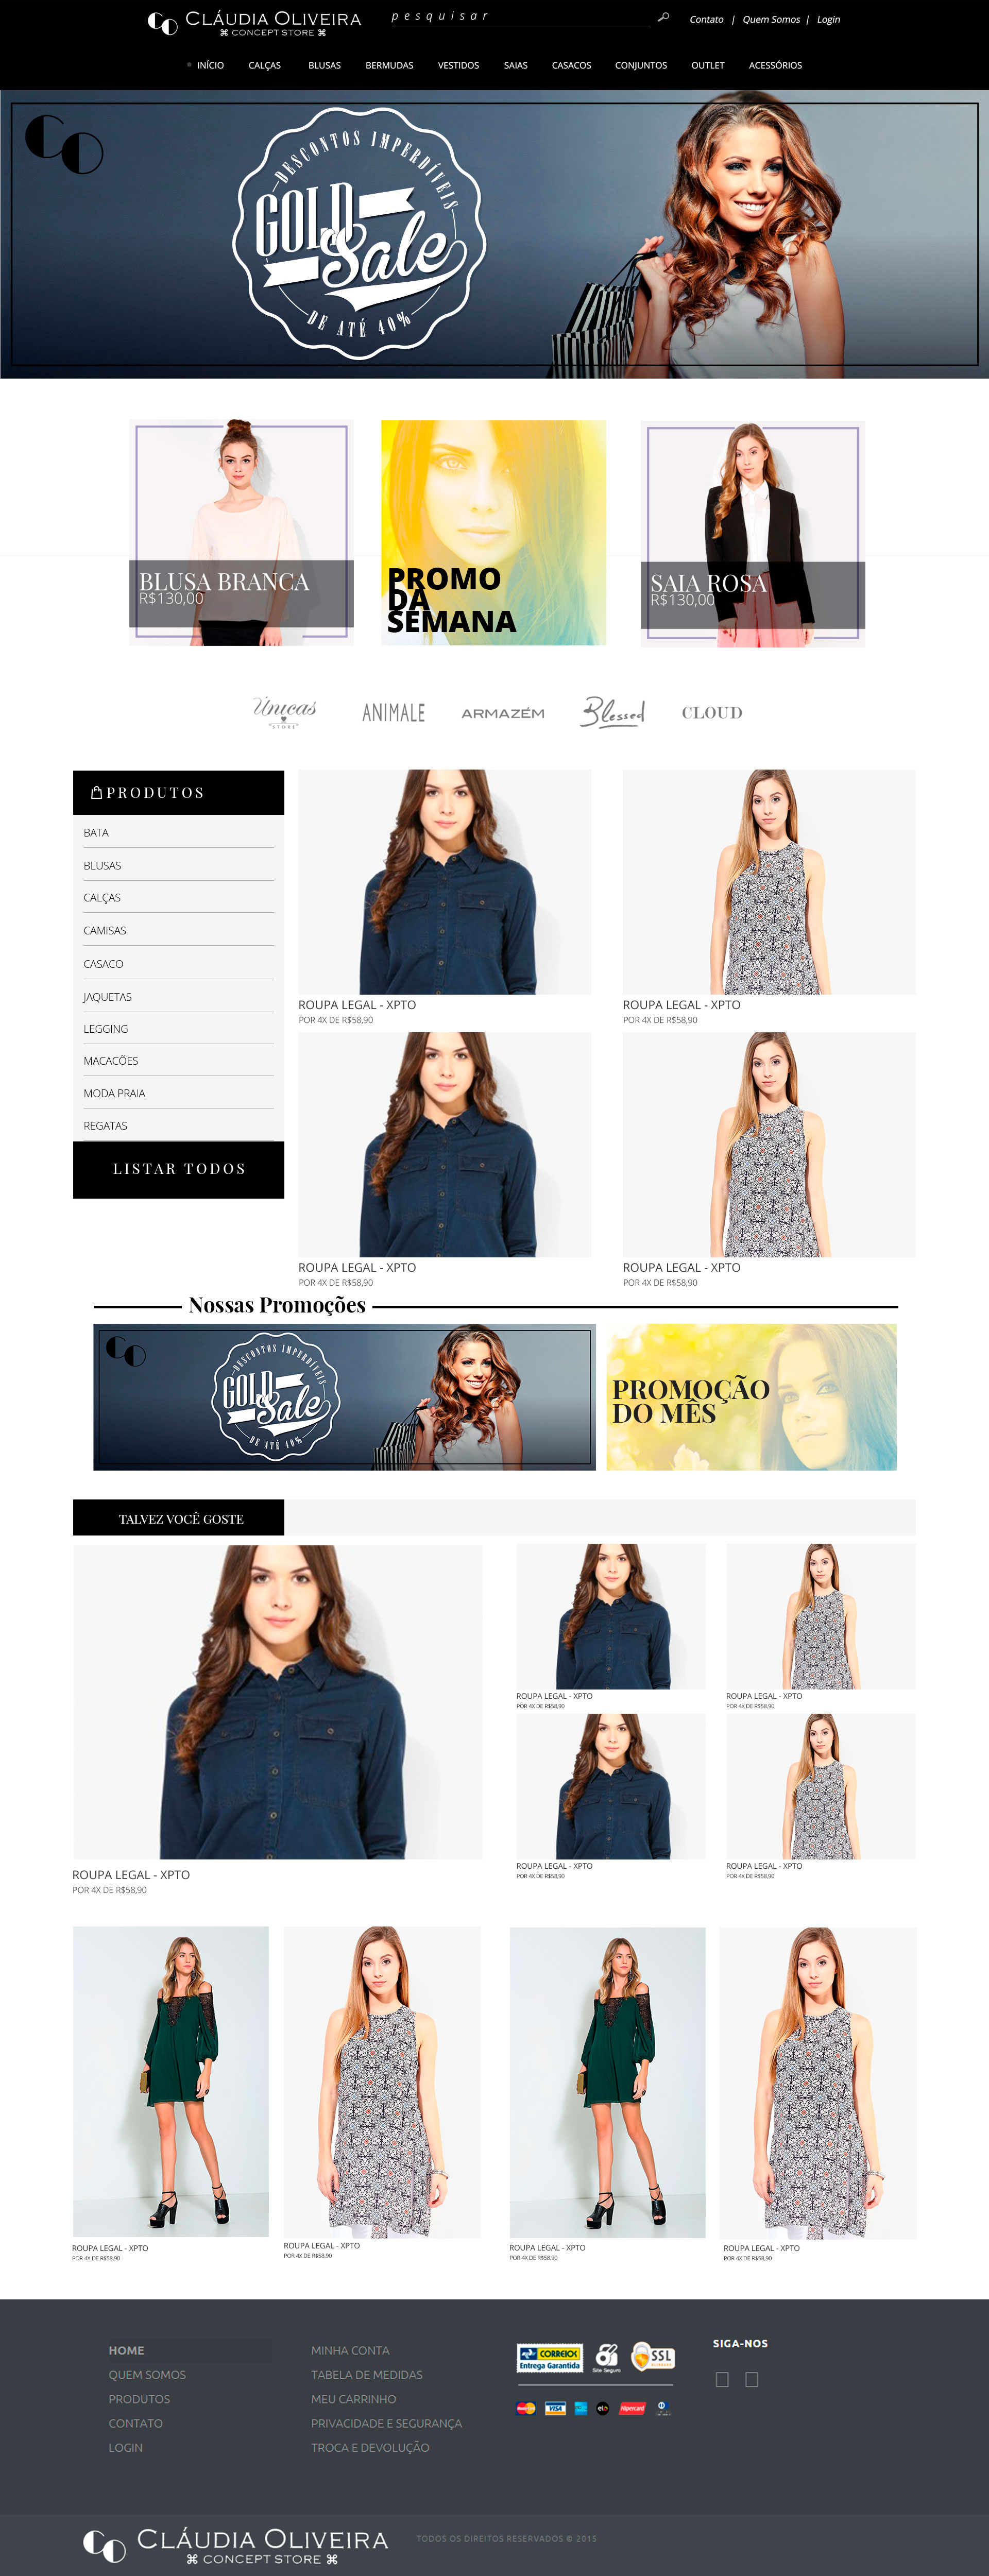 CLÁUDIA OLIVEIRA
⌘ CONCEPT STORE ⌘
pesquisar
Contato | Quem Somos | Login
INÍCIO CALÇAS BLUSAS BERMUDAS VESTIDOS SAIAS CASACOS CONJUNTOS OUTLET ACESSÓRIOS
DESCONTOS IMPERDÍVEIS
GOLD
Sale
DE ATÉ 40%
BLUSA BRANCA
R$130,00
PROMO
DA
SEMANA
SAIA ROSA
R$130,00
Únicas
STORE
ANIMALE
ARMAZÉM
Blessed
CLOUD
PRODUTOS
BATA
BLUSAS
CALÇAS
CAMISAS
CASACO
JAQUETAS
LEGGING
MACACÕES
MODA PRAIA
REGATAS
LISTAR TODOS
ROUPA LEGAL - XPTO
POR 4X DE R$58,90
ROUPA LEGAL - XPTO
POR 4X DE R$58,90
ROUPA LEGAL - XPTO
POR 4X DE R$58,90
ROUPA LEGAL - XPTO
POR 4X DE R$58,90
Nossas Promoções
DESCONTOS IMPERDÍVEIS
GOLD
Sale
DE ATÉ 40%
PROMOÇÃO
DO MÊS
TALVEZ VOCÊ GOSTE
ROUPA LEGAL - XPTO
POR 4X DE R$58,90
ROUPA LEGAL - XPTO
POR 4X DE R$58,90
ROUPA LEGAL - XPTO
POR 4X DE R$58,90
ROUPA LEGAL - XPTO
POR 4X DE R$58,90
ROUPA LEGAL - XPTO
POR 4X DE R$58,90
ROUPA LEGAL - XPTO
POR 4X DE R$58,90
ROUPA LEGAL - XPTO
POR 4X DE R$58,90
ROUPA LEGAL - XPTO
POR 4X DE R$58,90
ROUPA LEGAL - XPTO
POR 4X DE R$58,90
HOME
QUEM SOMOS
PRODUTOS
CONTATO
LOGIN
MINHA CONTA
TABELA DE MEDIDAS
MEU CARRINHO
PRIVACIDADE E SEGURANÇA
TROCA E DEVOLUÇÃO
CORREIOS
Entrega Garantida
Site Seguro
SSL
MasterCard
VISA
elo
Hipercard
SIGA-NOS
CLÁUDIA OLIVEIRA
⌘ CONCEPT STORE ⌘
TODOS OS DIREITOS RESERVADOS © 2015